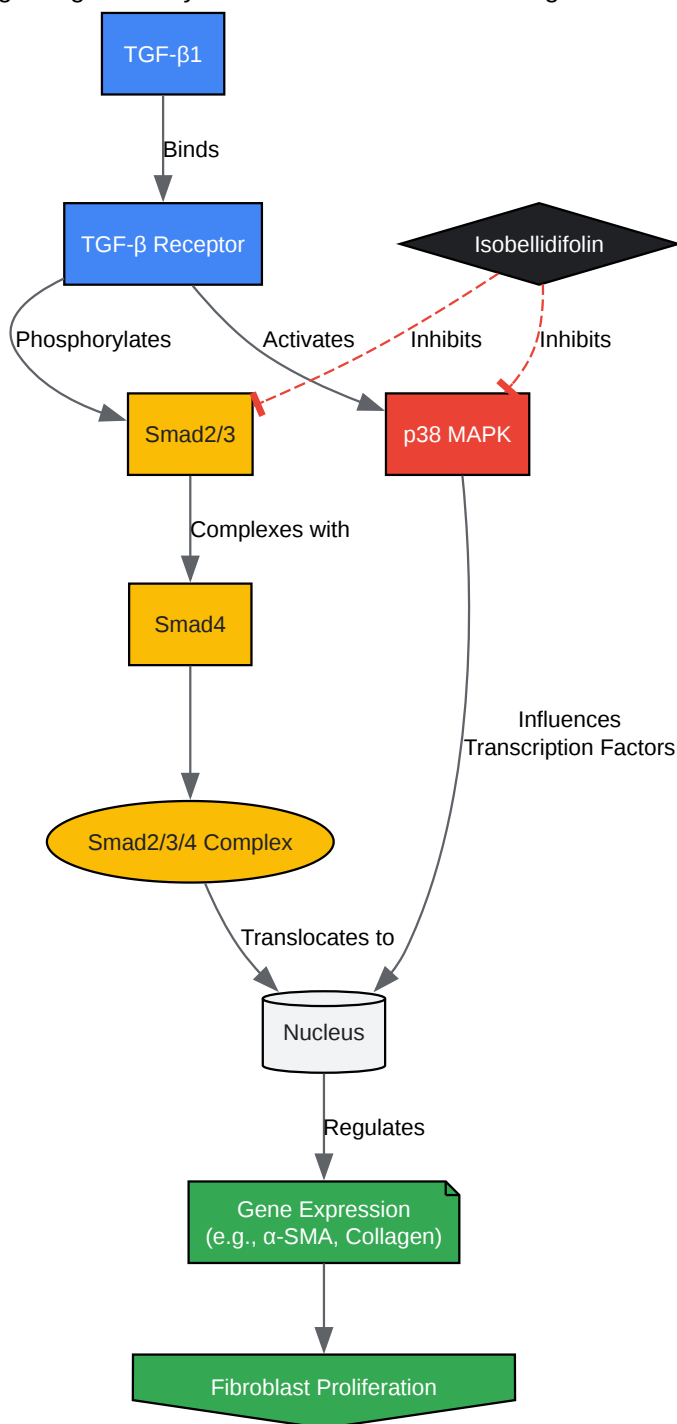 TGF-β1
Binds
TGF-β Receptor
Isobellidifolin
Phosphorylates
Activates
Inhibits
Inhibits
Smad2/3
p38 MAPK
Complexes with
Smad4
Influences
Transcription Factors
Smad2/3/4 Complex
Translocates to
Nucleus
Regulates
Gene Expression
(e.g., α-SMA, Collagen)
Fibroblast Proliferation